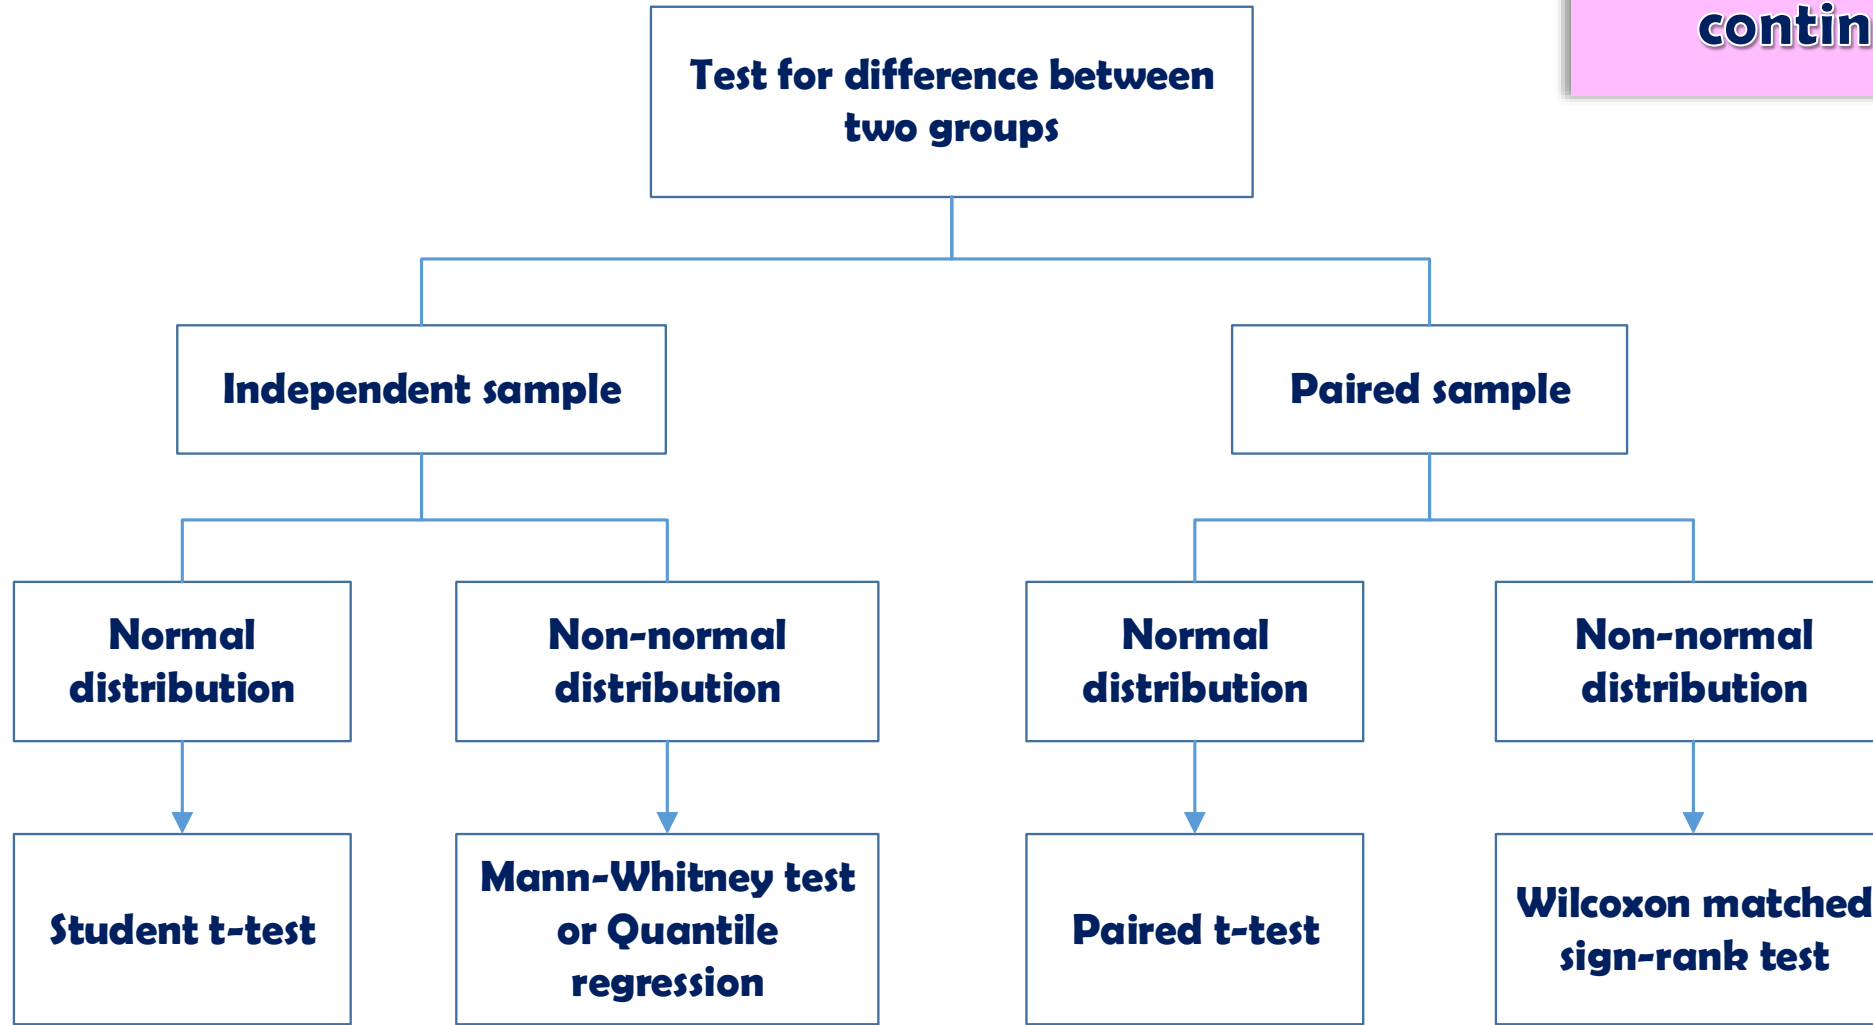 contin
Test for difference between
two groups
Independent sample
Paired sample
Normal
distribution
Non-normal
distribution
Normal
distribution
Non-normal
distribution
Student t-test
Mann-Whitney test
or Quantile
regression
Paired t-test
Wilcoxon matched
sign-rank test